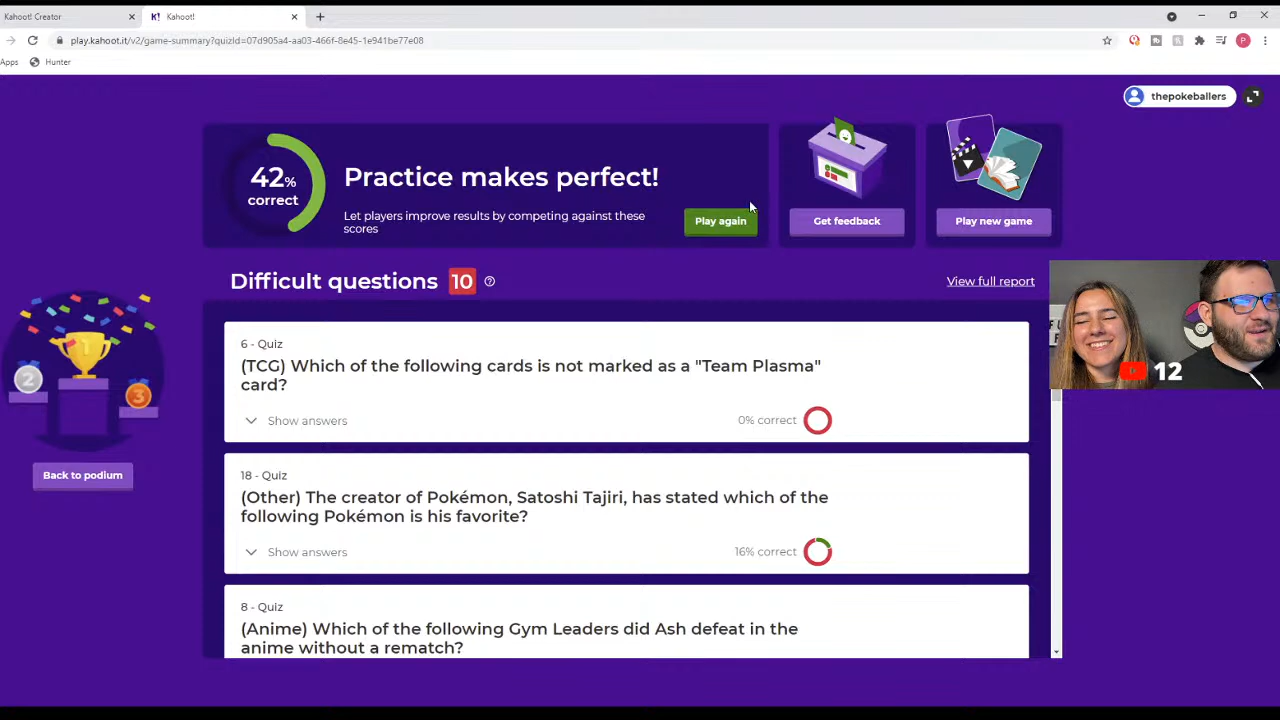 Kahoot! Creator
K! Kahoot!
play.kahoot.it/v2/game-summary?quizId=07d905a4-aa03-466f-8e45-1e941be77e08
P
Apps
Hunter
thepokeballers
42%
correct
Practice makes perfect!
Let players improve results by competing against these
scores
Play again
Get feedback
Play new game
Difficult questions 10
View full report
6 - Quiz
(TCG) Which of the following cards is not marked as a "Team Plasma"
card?
Show answers
0% correct
18 - Quiz
(Other) The creator of Pokémon, Satoshi Tajiri, has stated which of the
following Pokémon is his favorite?
Show answers
16% correct
8 - Quiz
(Anime) Which of the following Gym Leaders did Ash defeat in the
anime without a rematch?
1
2
3
Back to podium
12